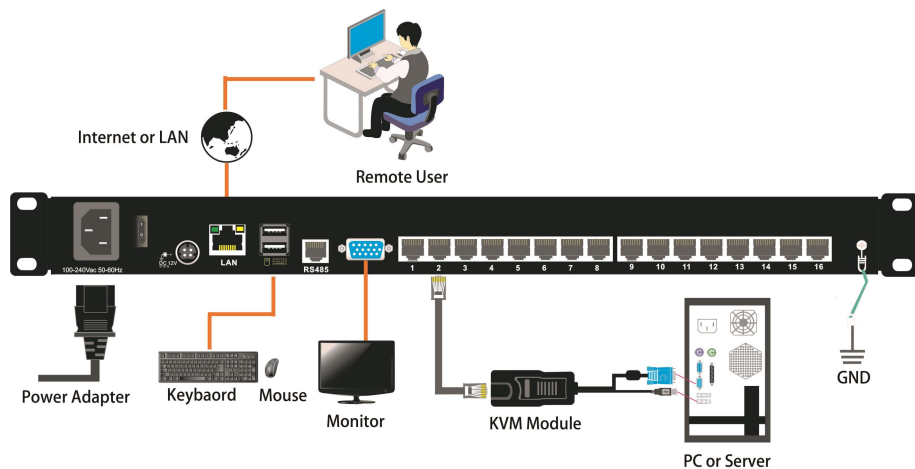 Internet or LAN
Remote User
100-240Vac 50-60Hz
DC 12V
LAN
RS485
1 2 3 4 5 6 7 8
9 10 11 12 13 14 15 16
Power Adapter
Keybaord
Mouse
Monitor
KVM Module
PC or Server
GND